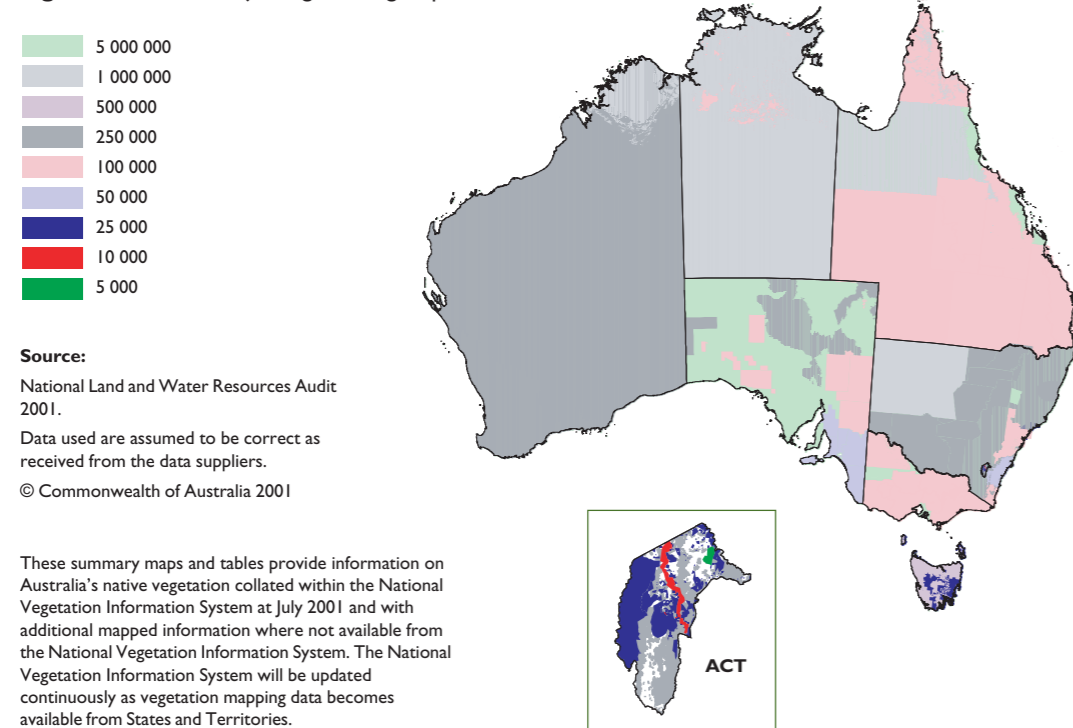 5 000 000
1 000 000
500 000
250 000
100 000
50 000
25 000
10 000
5 000
Source:
National Land and Water Resources Audit
2001.
Data used are assumed to be correct as
received from the data suppliers.
© Commonwealth of Australia 2001
These summary maps and tables provide information on
Australia's native vegetation collated within the National
Vegetation Information System at July 2001 and with
additional mapped information where not available from
the National Vegetation Information System. The National
Vegetation Information System will be updated
continuously as vegetation mapping data becomes
available from States and Territories.
ACT